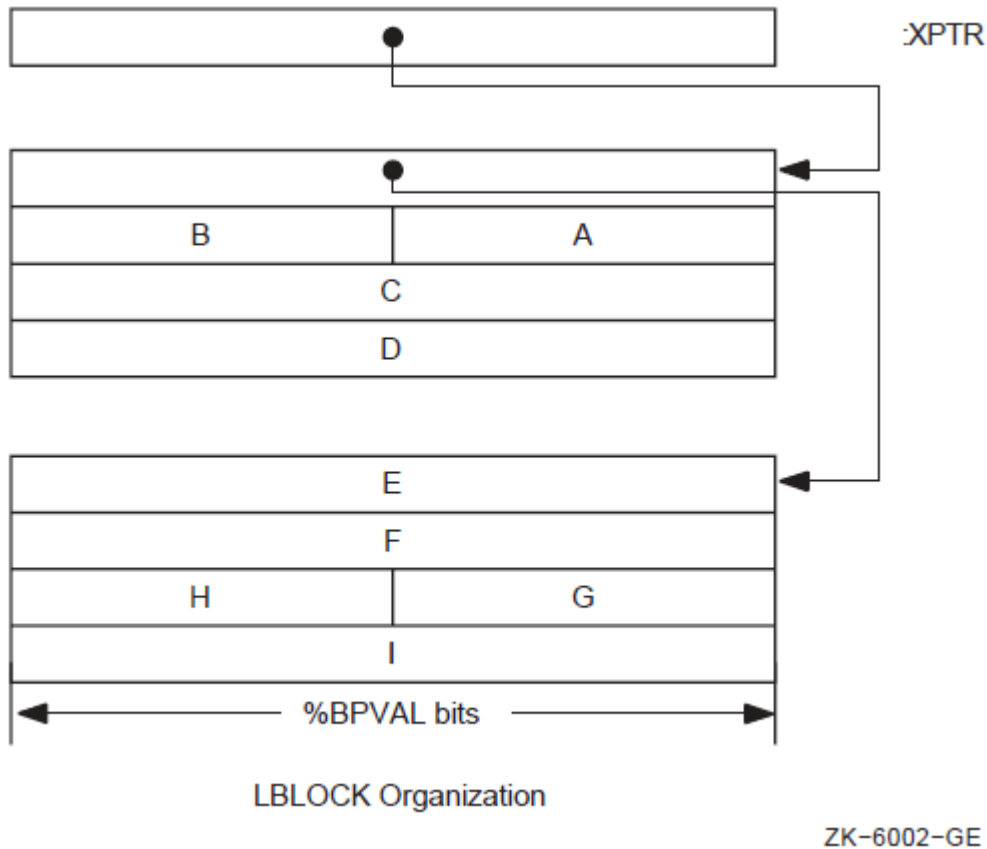 :XPTR
B A
C
D
E
F
H G
I
%BPVAL bits
LBLOCK Organization
ZK−6002−GE